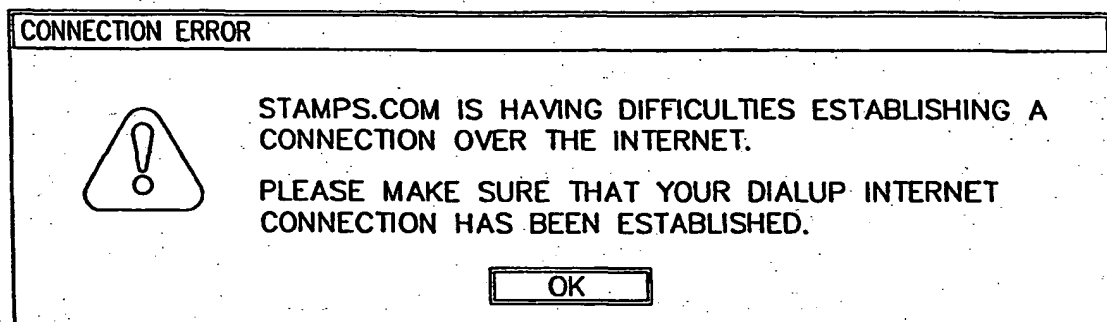 CONNECTION ERROR
STAMPS.COM IS HAVING DIFFICULTIES ESTABLISHING A
CONNECTION OVER THE INTERNET.
PLEASE MAKE SURE THAT YOUR DIALUP INTERNET
CONNECTION HAS BEEN ESTABLISHED.
OK